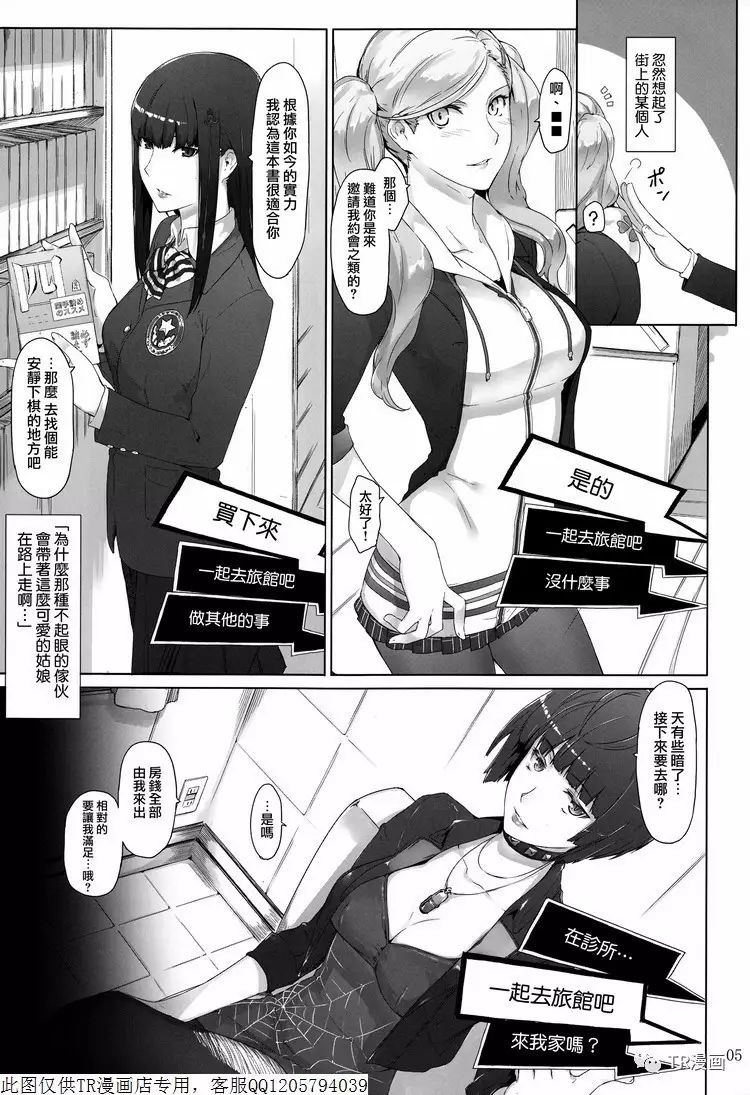 忽然想起了
街上的某個人
ポン
？
啊，■■
那個…
難道你是來
邀請我約會之類的？
是的
一起去旅館吧
沒什麼事
太好了！
根據你如今的實力
我認為這本書很適合你
…那麼 去找個能
安靜下棋的地方吧
買下來
一起去旅館吧
做其他的事
「為什麼那種不起眼的傢伙
會帶著這麼可愛的姑娘
在路上走啊…」
天有些暗了…
接下來要去哪？
在診所…
一起去旅館吧
來我家嗎？
…是嗎
房錢全部
由我來出
相對的
要讓我滿足…哦？
05
TR漫画
此图仅供TR漫画店专用，客服QQ1205794039